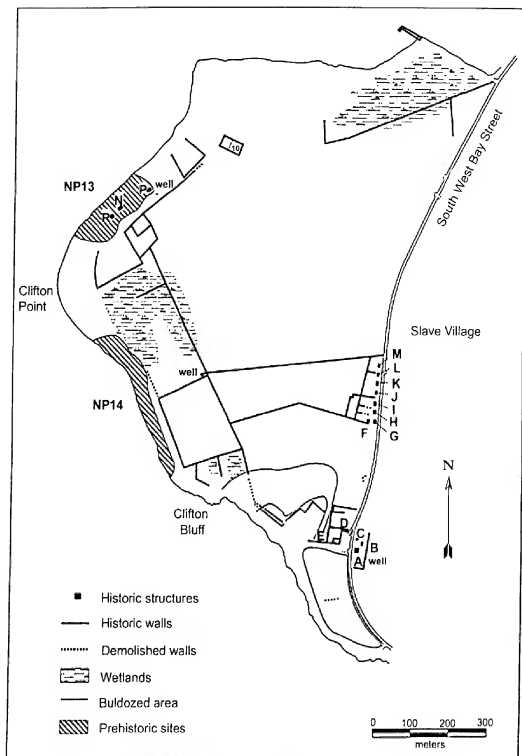 South West Bay Street
NP13
P
well
N
R
Clifton
Point
Slave Village
M
L
K
J
I
H
G
F
well
NP14
N
Clifton
Bluff
D
E
C
B
A
well
Historic structures
Historic walls
Demolished walls
Wetlands
Buldozed area
Prehistoric sites
0 100 200 300
meters